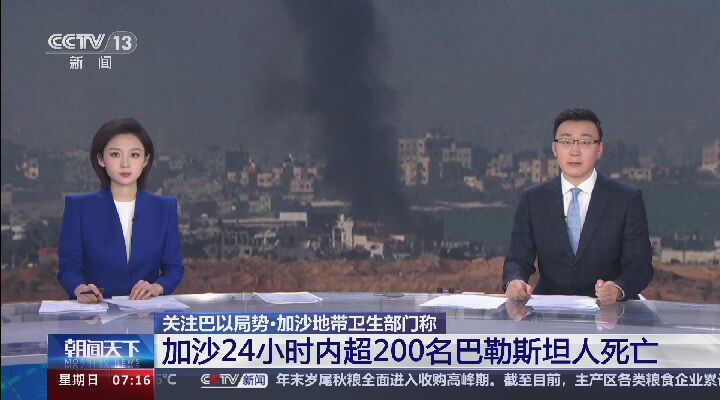 CCTV 13
新闻
关注巴以局势·加沙地带卫生部门称
朝闻天下
MORNING NEWS
加沙24小时内超200名巴勒斯坦人死亡
星期日 07:16
℃ CCTV 新闻 年末岁尾秋粮全面进入收购高峰期。截至目前，主产区各类粮食企业累